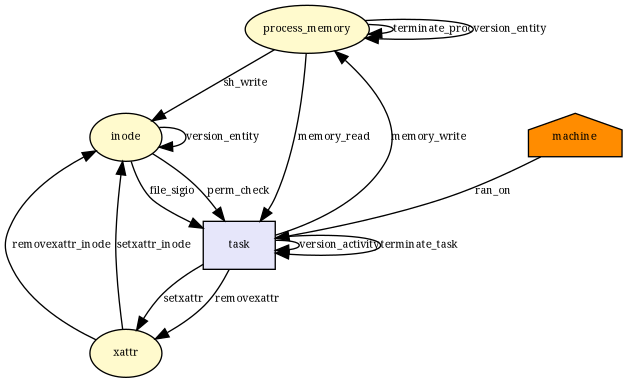 process_memory
terminate_proc
version_entity
sh_write
inode
version_entity
memory_read
memory_write
machine
file_sigio
perm_check
ran_on
removexattr_inode
setxattr_inode
task
version_activity
terminate_task
setxattr
removexattr
xattr